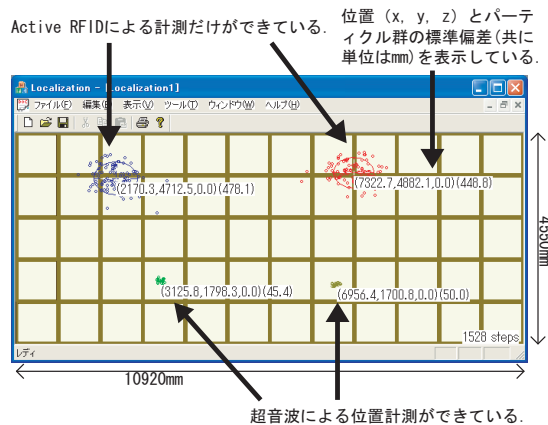 Active RFIDによる計測だけができている.
位置（x, y, z）とパーテ
ィクル群の標準偏差(共に
単位はmm)を表示している.
Localization - [Localization1]
ファイル(F) 編集(E) 表示(V) ツール(T) ウィンドウ(W) ヘルプ(H)
(2170.3,4712.5,0.0)(478.1)
(7322.7,4882.1,0.0)(448.8)
4550mm
(3125.8,1798.3,0.0)(45.4)
(6956.4,1700.8,0.0)(50.0)
1528 steps
レディ
10920mm
超音波による位置計測ができている.